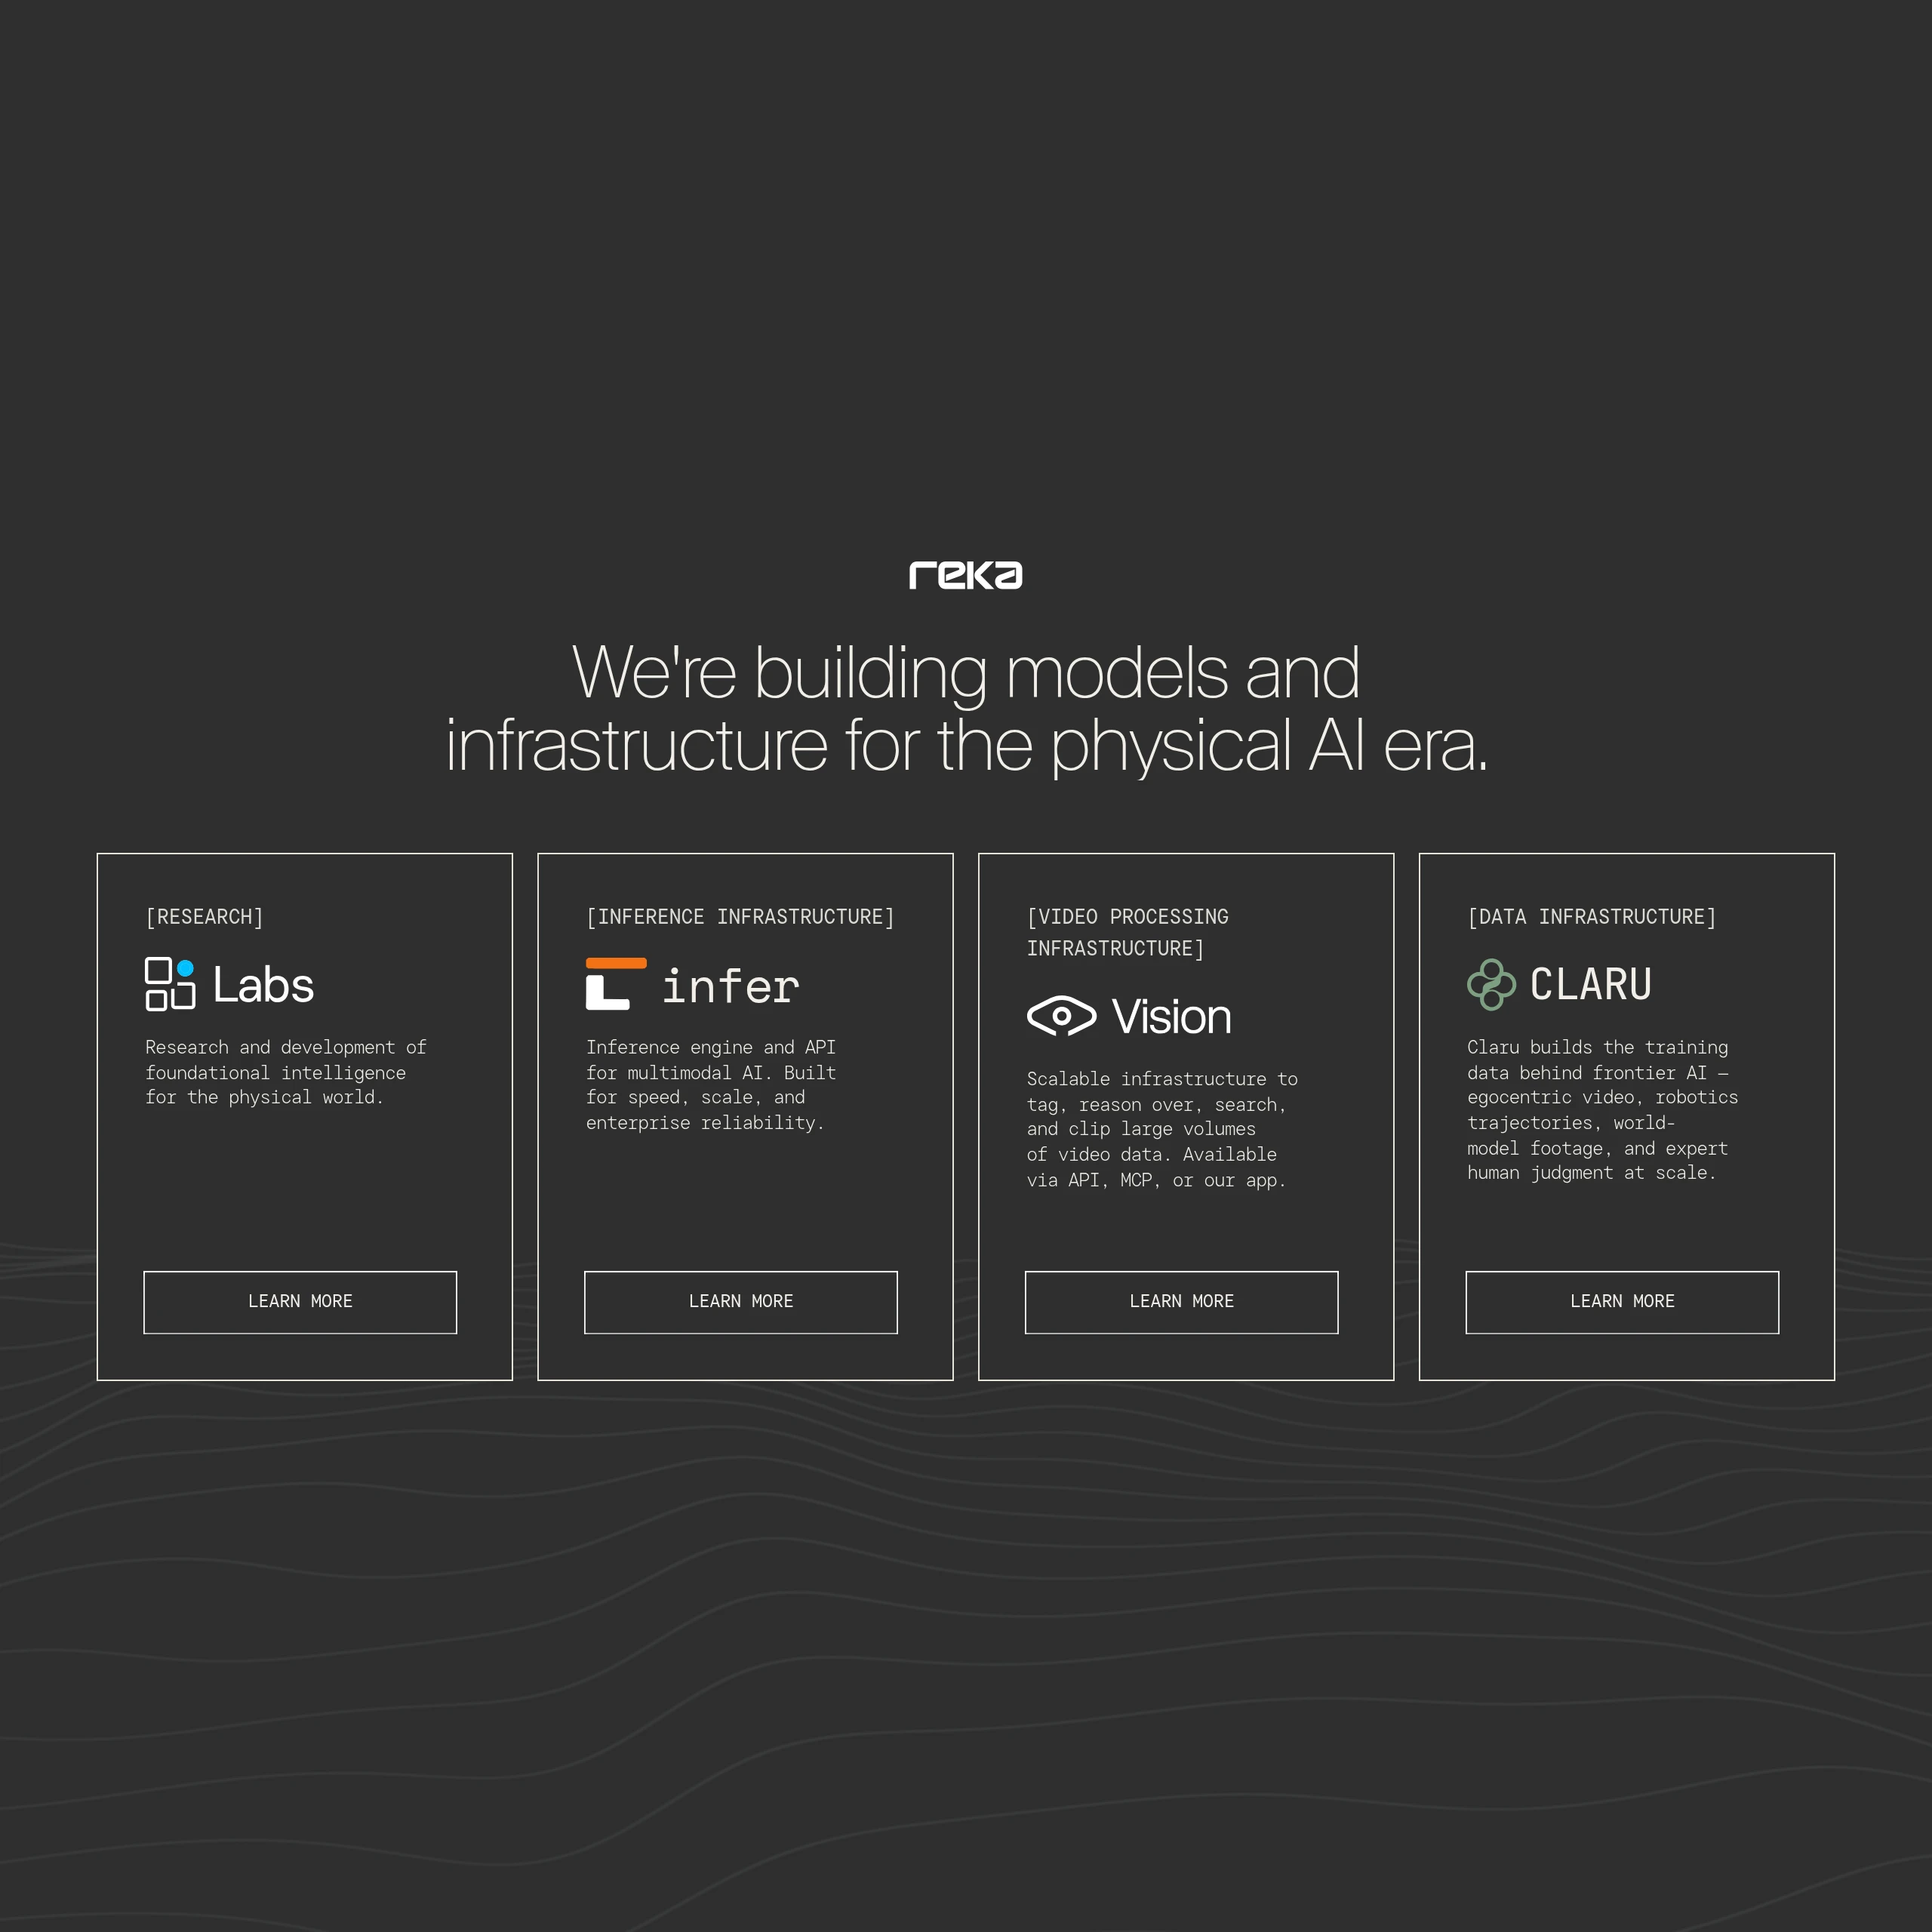 reka
We're building models and
infrastructure for the physical AI era.
[RESEARCH]
Labs
Research and development of
foundational intelligence
for the physical world.
LEARN MORE
[INFERENCE INFRASTRUCTURE]
infer
Inference engine and API
for multimodal AI. Built
for speed, scale, and
enterprise reliability.
LEARN MORE
[VIDEO PROCESSING
INFRASTRUCTURE]
Vision
Scalable infrastructure to
tag, reason over, search,
and clip large volumes
of video data. Available
via API, MCP, or our app.
LEARN MORE
[DATA INFRASTRUCTURE]
CLARU
Claru builds the training
data behind frontier AI —
egocentric video, robotics
trajectories, world-
model footage, and expert
human judgment at scale.
LEARN MORE